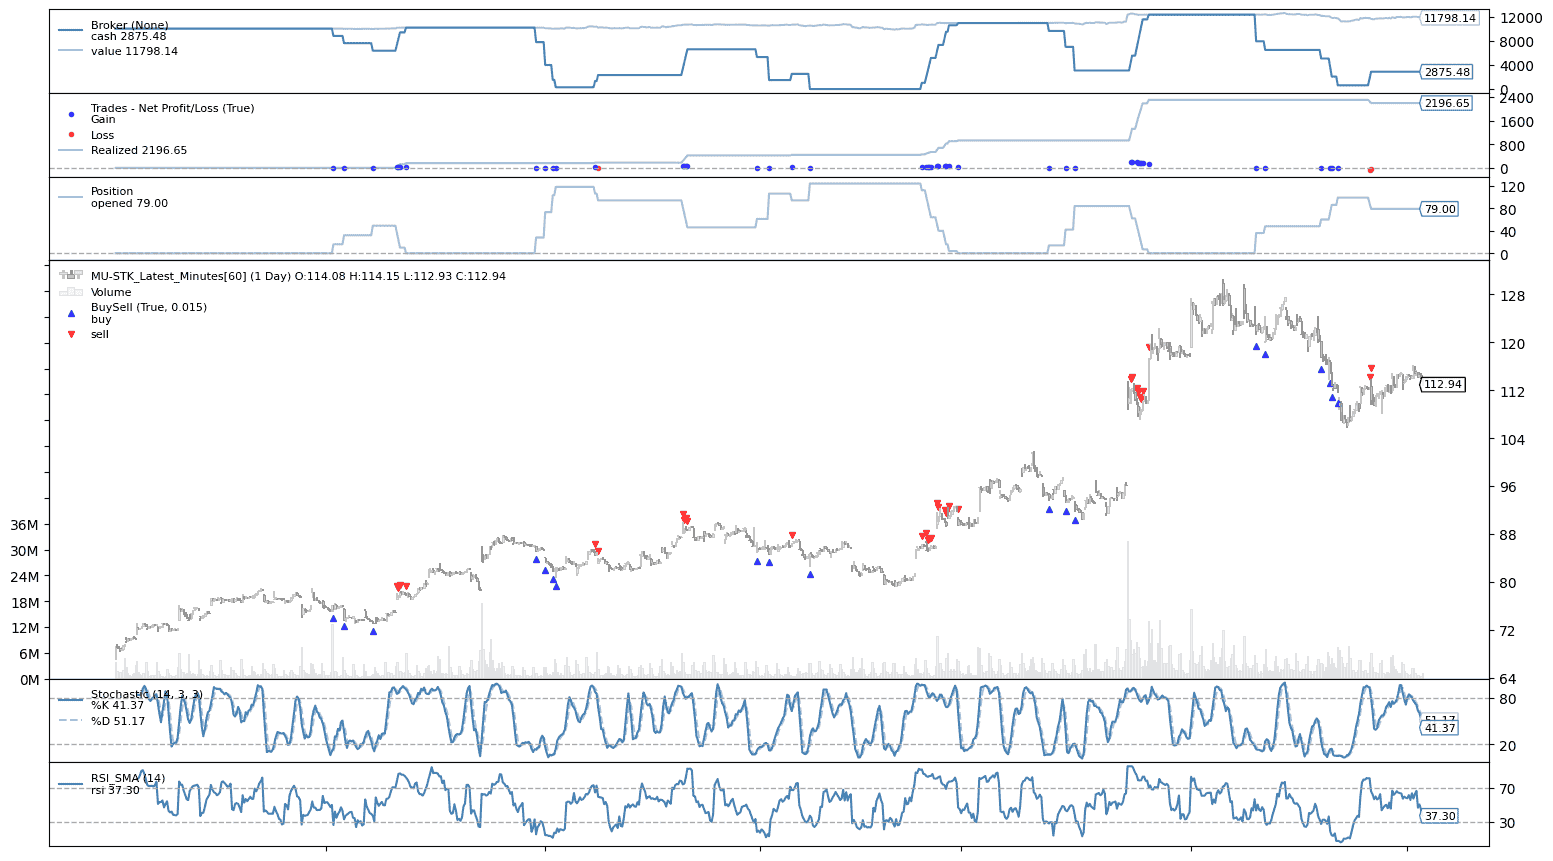 Broker (None)
cash 2875.48
value 11798.14
12000
11798.14
8000
4000
2875.48
0
Trades - Net Profit/Loss (True)
Gain
Loss
Realized 2196.65
2400
2196.65
1600
800
0
Position
opened 79.00
120
80
79.00
40
0
MU-STK_Latest_Minutes[60] (1 Day) O:114.08 H:114.15 L:112.93 C:112.94
Volume
BuySell (True, 0.015)
buy
sell
128
120
112
112.94
104
96
88
80
72
64
36M
30M
24M
18M
12M
6M
0M
Stochastic (14, 3, 3)
%K 41.37
%D 51.17
80
51.17
41.37
20
RSI_SMA (14)
rsi 37.30
70
37.30
30